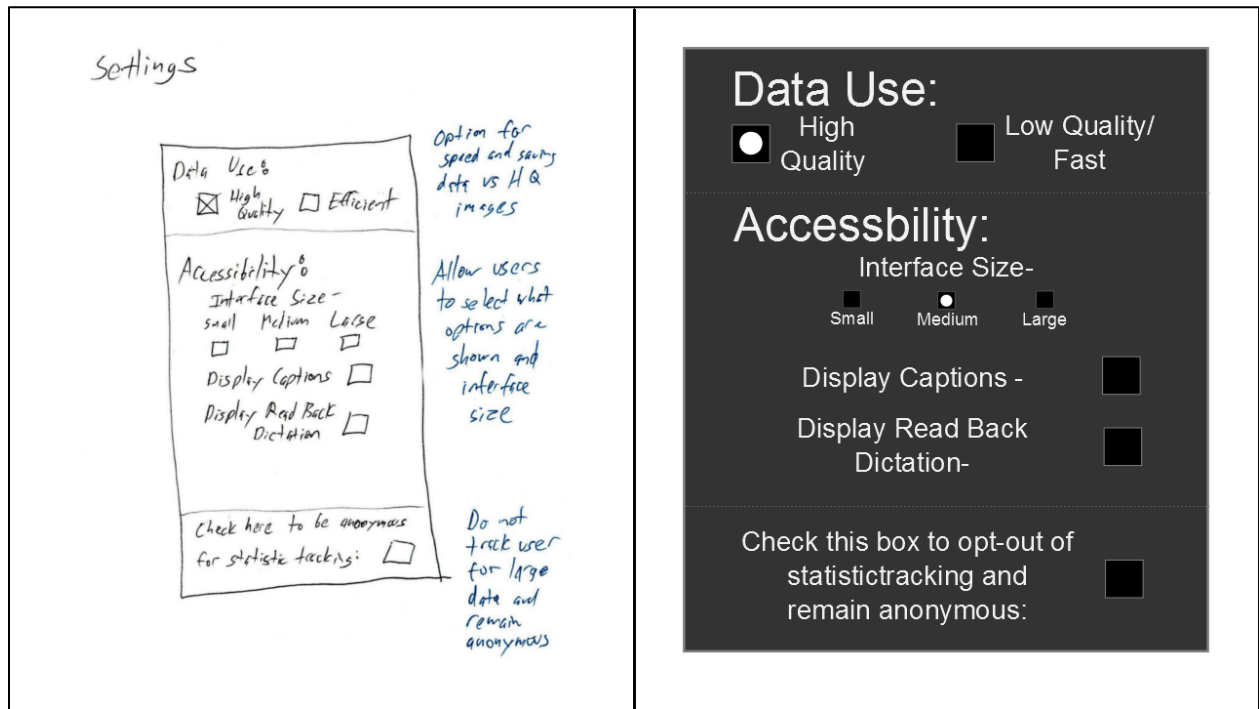 Settings
Data Use:
High
Quality
Efficient
Accessibility:
Interface Size-
Small Medium Large
Display Captions
Display Read Back
Dictation
Check here to be anonymous
for statistic tracking:
Option for
speed and saving
data vs HQ
images
Allow users
to select what
options are
shown and
interface
size
Do not
track user
for large
data and
remain
anonymous
Data Use:
High
Quality
Low Quality/
Fast
Accessbility:
Interface Size-
Small Medium Large
Display Captions -
Display Read Back
Dictation-
Check this box to opt-out of
statistictracking and
remain anonymous: